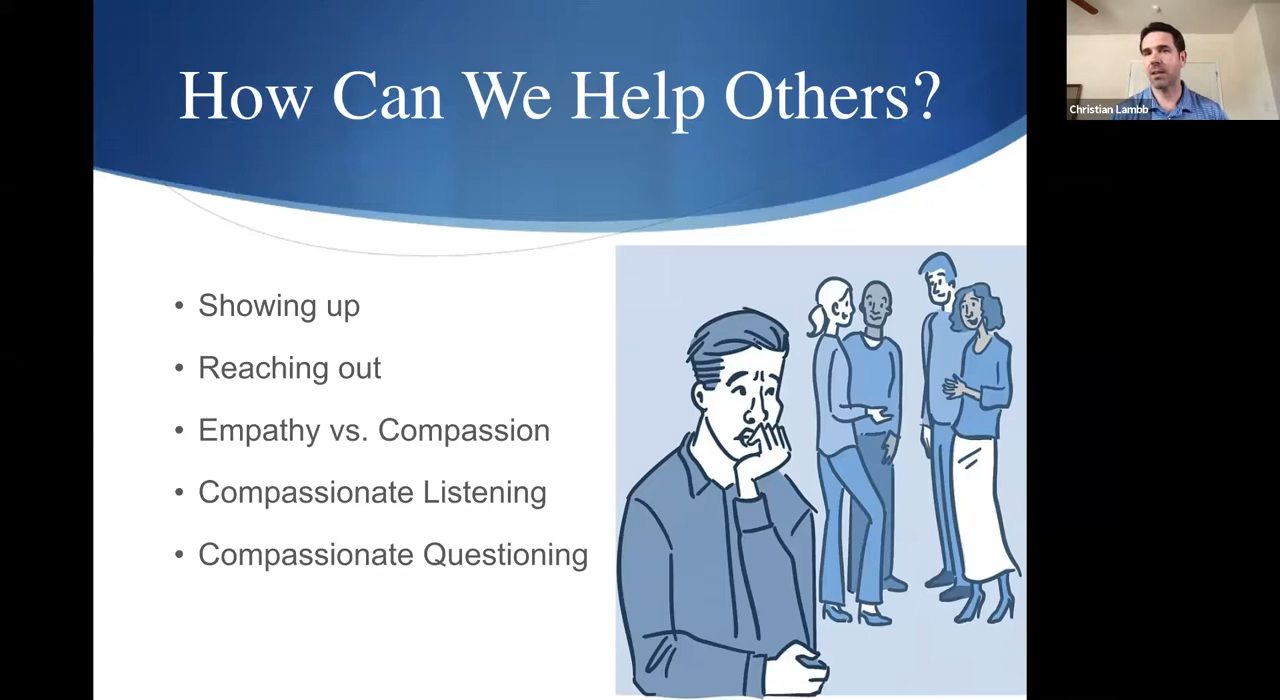 How Can We Help Others?
• Showing up
• Reaching out
• Empathy vs. Compassion
• Compassionate Listening
• Compassionate Questioning
Christian Lambb